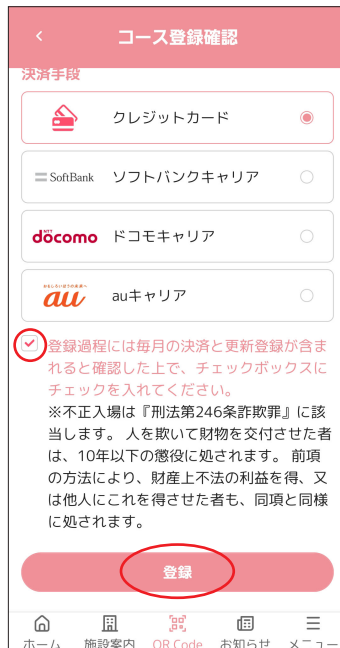 コース登録確認
決済手段
クレジットカード
SoftBank ソフトバンクキャリア
döcomo ドコモキャリア
au auキャリア
登録過程には毎月の決済と更新登録が含ま
れると確認した上で、チェックボックスに
チェックを入れてください。
※不正入場は『刑法第246条詐欺罪』に該
当します。 人を欺いて財物を交付させた者
は、10年以下の懲役に処されます。 前項
の方法により、財産上不法の利益を得、又
は他人にこれを得させた者も、同項と同様
に処されます。
登録
ホーム 施設案内 QR Code お知らせ メニュー